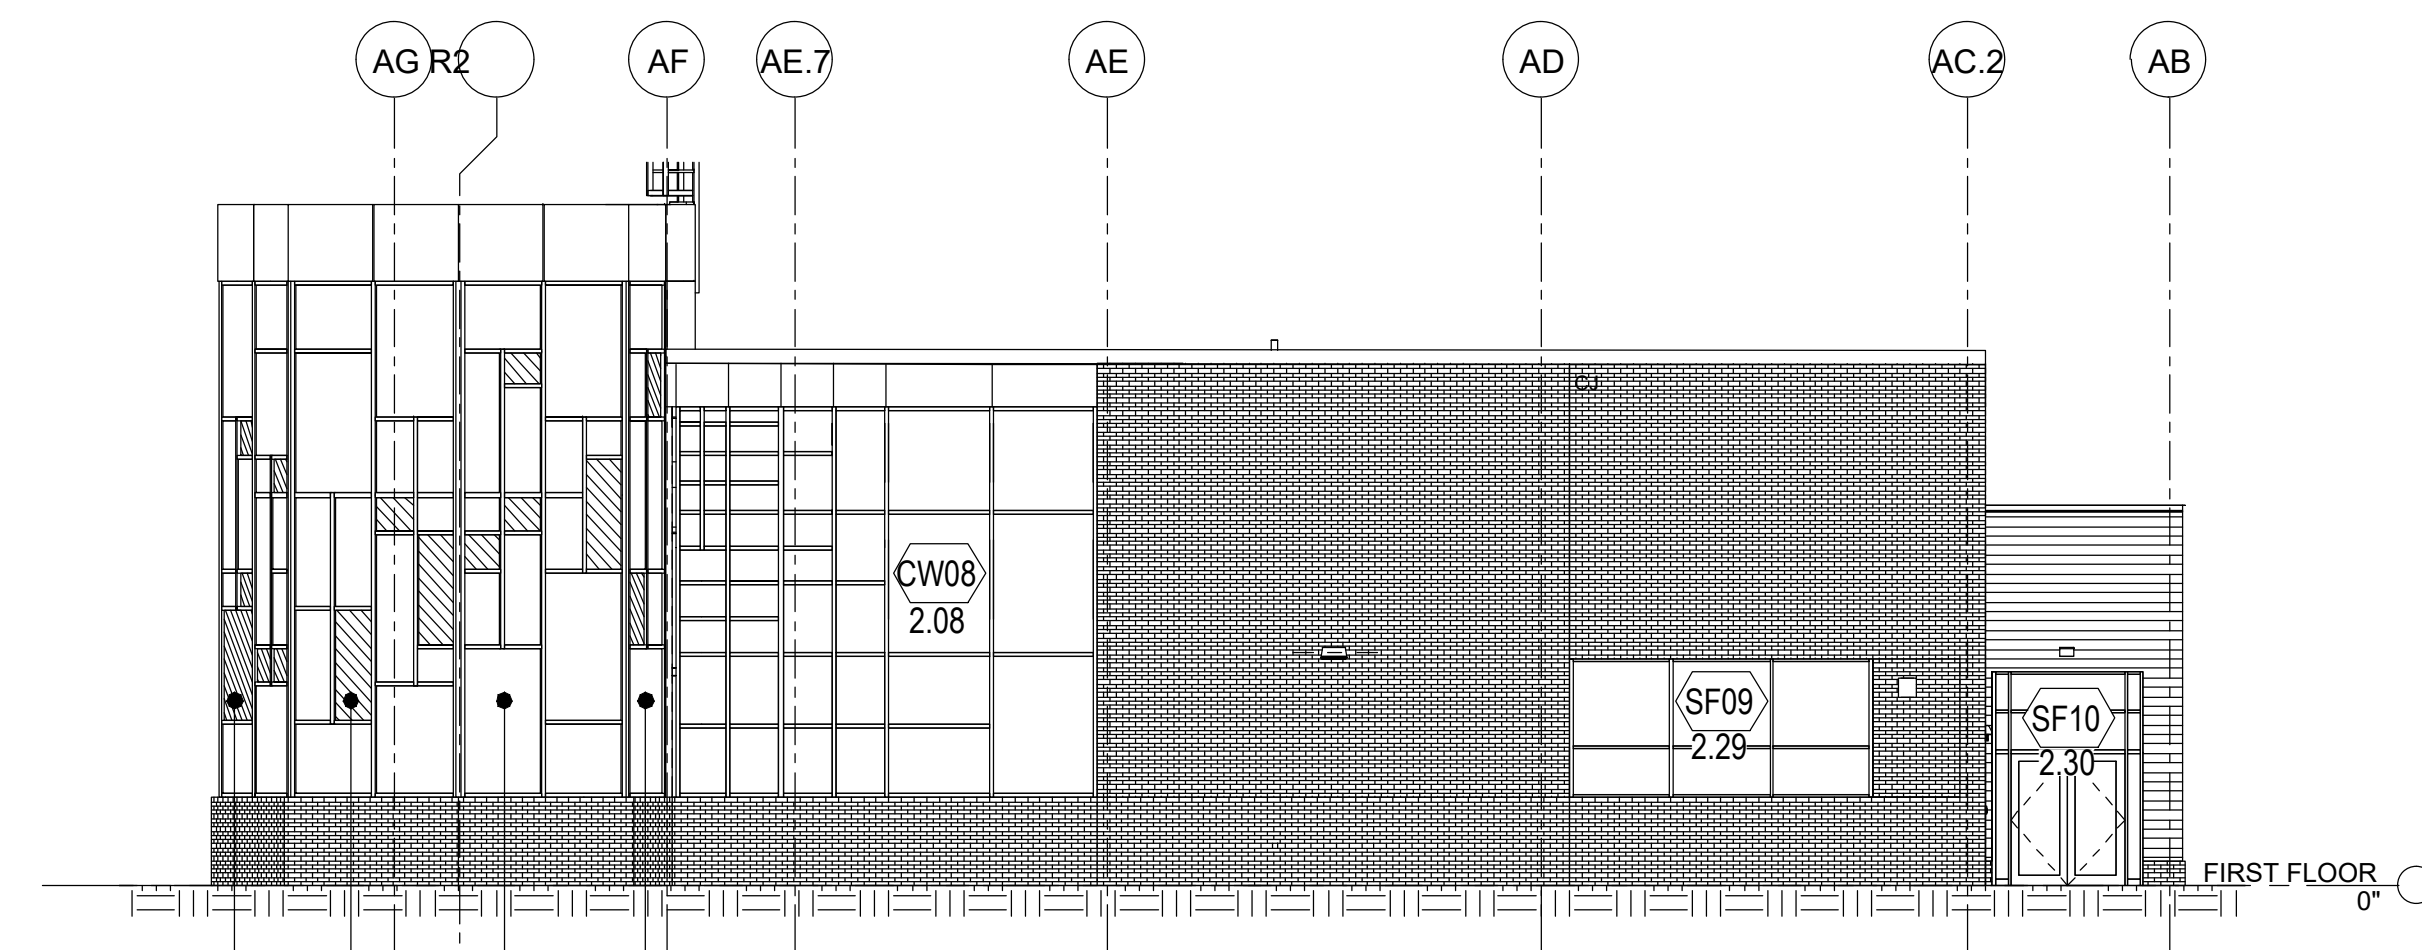 AG R2 AF AE.7 AE AD AC.2 AB
CJ
CW08
2.08
SF09
2.29
SF10
2.30
FIRST FLOOR
0"